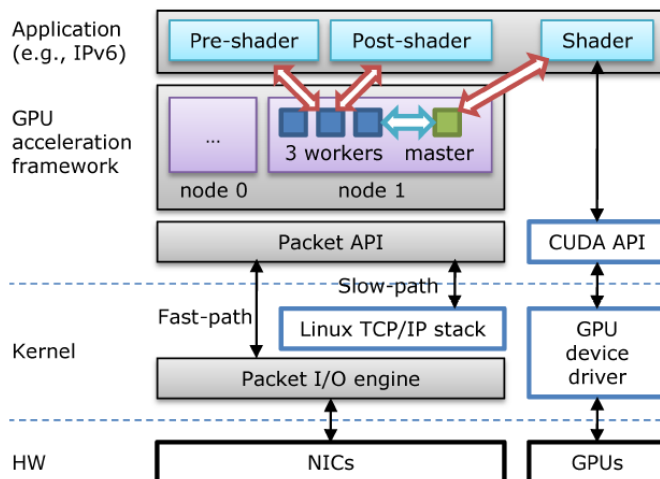 Application
(e.g., IPv6)
Pre-shader
Post-shader
Shader
GPU
acceleration
framework
...
3 workers
master
node 0
node 1
Packet API
CUDA API
Slow-path
Fast-path
Kernel
Linux TCP/IP stack
GPU
device
driver
Packet I/O engine
HW
NICs
GPUs